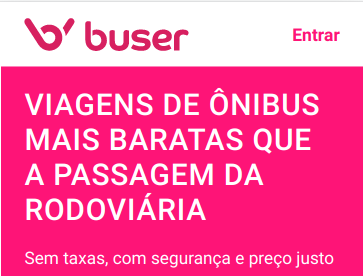 buser
Entrar
VIAGENS DE ÔNIBUS
MAIS BARATAS QUE
A PASSAGEM DA
RODOVIÁRIA
Sem taxas, com segurança e preço justo